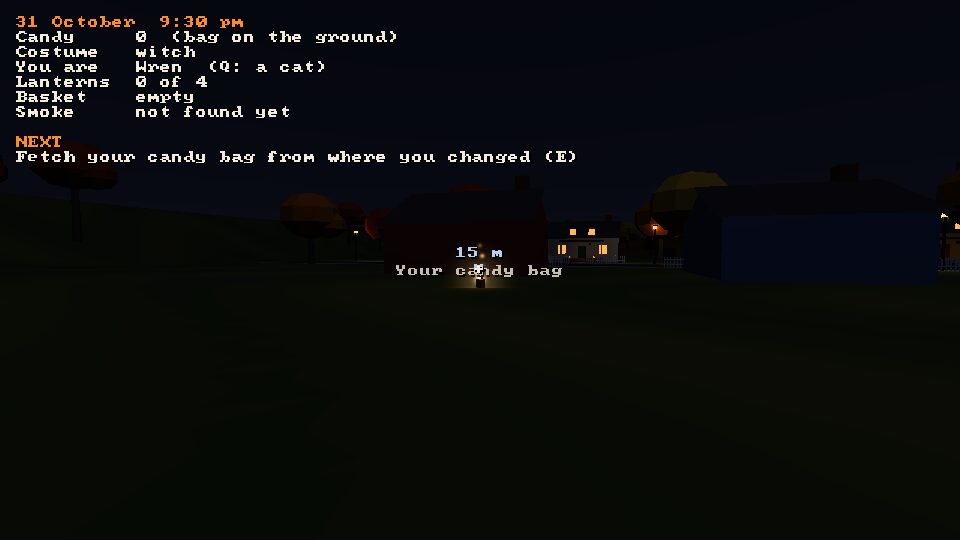 31 October 9:30 pm
Candy 0 (bag on the ground)
Costume witch
You are Wren (Q: a cat)
Lanterns 0 of 4
Basket empty
Smoke not found yet
NEXT
Fetch your candy bag from where you changed (E)
15 m
Your candy bag